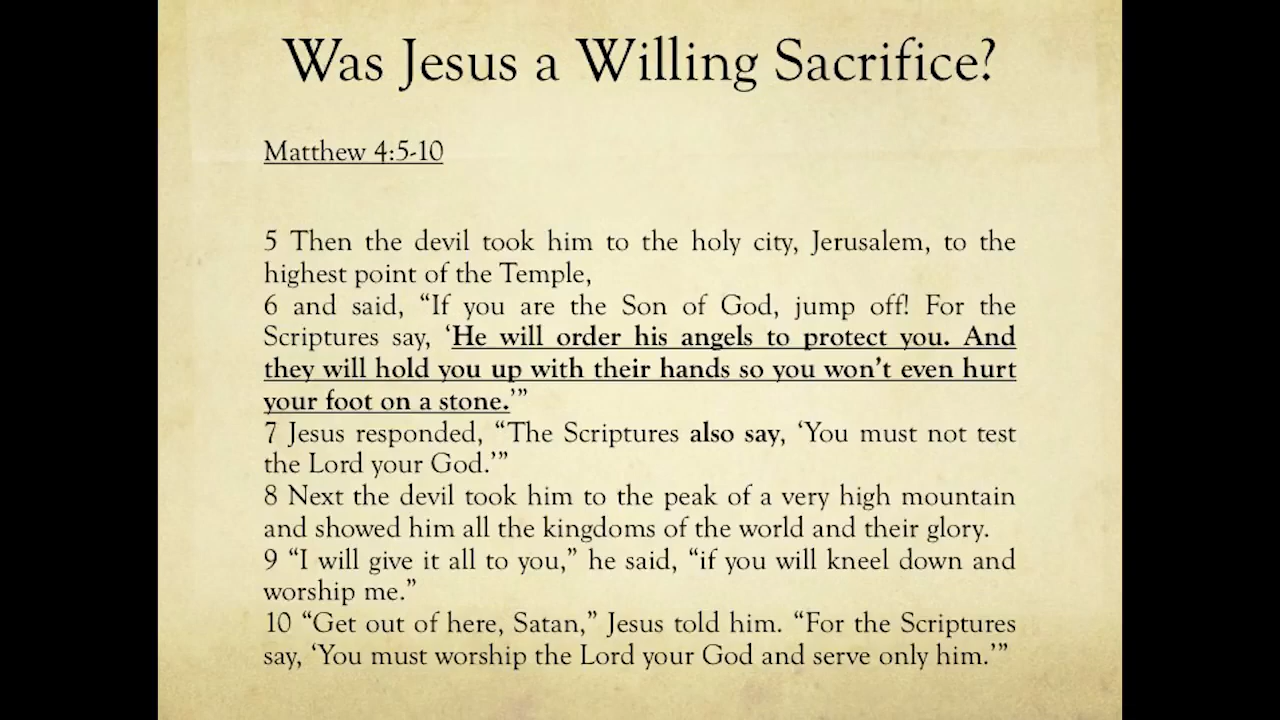 Was Jesus a Willing Sacrifice?
Matthew 4:5-10
5 Then the devil took him to the holy city, Jerusalem, to the
highest point of the Temple,
6 and said, “If you are the Son of God, jump off! For the
Scriptures say, ‘He will order his angels to protect you. And
they will hold you up with their hands so you won’t even hurt
your foot on a stone.’”
7 Jesus responded, “The Scriptures also say, ‘You must not test
the Lord your God.’”
8 Next the devil took him to the peak of a very high mountain
and showed him all the kingdoms of the world and their glory.
9 “I will give it all to you,” he said, “if you will kneel down and
worship me.”
10 “Get out of here, Satan,” Jesus told him. “For the Scriptures
say, ‘You must worship the Lord your God and serve only him.’”